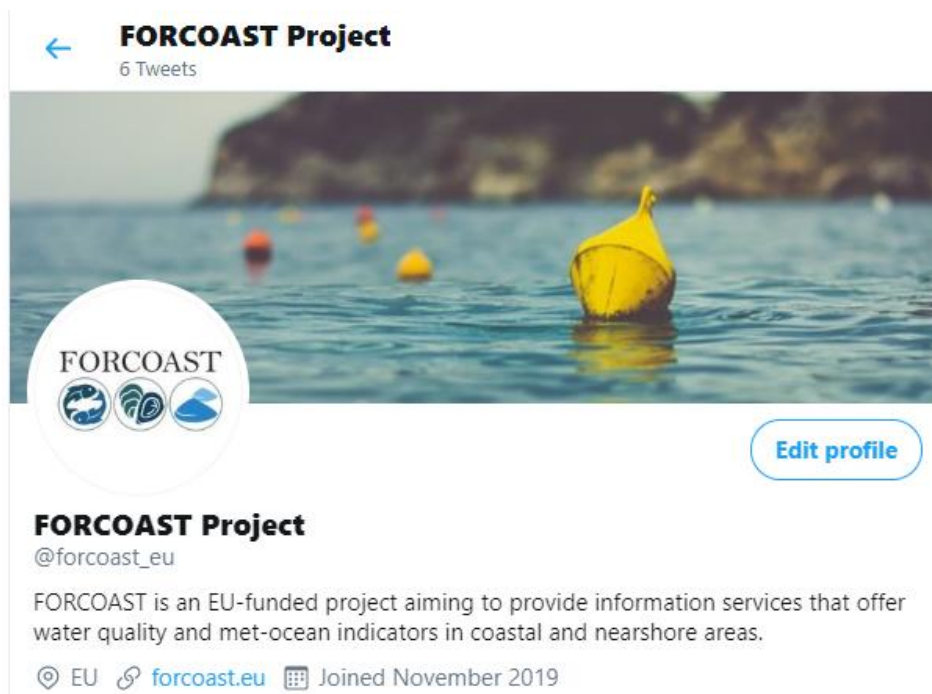 FORCOAST Project
6 Tweets
FORCOAST
Edit profile
FORCOAST Project
@forcoast_eu
FORCOAST is an EU-funded project aiming to provide information services that offer
water quality and met-ocean indicators in coastal and nearshore areas.
EU forcoast.eu Joined November 2019